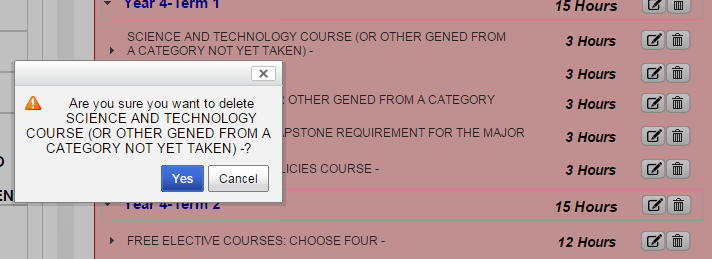 Year 4-Term 1 15 Hours
SCIENCE AND TECHNOLOGY COURSE (OR OTHER GENED FROM
A CATEGORY NOT YET TAKEN) - 3 Hours
3 Hours
OTHER GENED FROM A CATEGORY 3 Hours
REQUIREMENT FOR THE MAJOR 3 Hours
COURSE - 3 Hours
Year 4-Term 2 15 Hours
FREE ELECTIVE COURSES: CHOOSE FOUR - 12 Hours
Are you sure you want to delete
SCIENCE AND TECHNOLOGY
COURSE (OR OTHER GENED FROM A
CATEGORY NOT YET TAKEN) -?
Yes Cancel